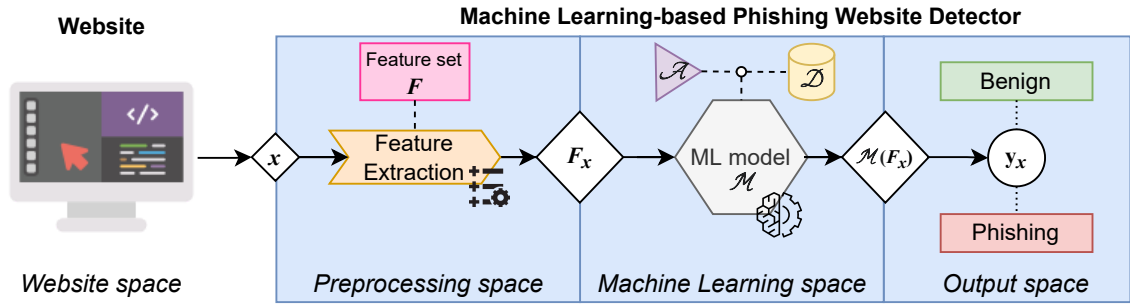 Machine Learning-based Phishing Website Detector
Website
Feature set
F
𝒜
𝒟
Benign
</>
x
Feature
Extraction
F_x
ML model
ℳ
ℳ(F_x)
y_x
Phishing
Website space
Preprocessing space
Machine Learning space
Output space